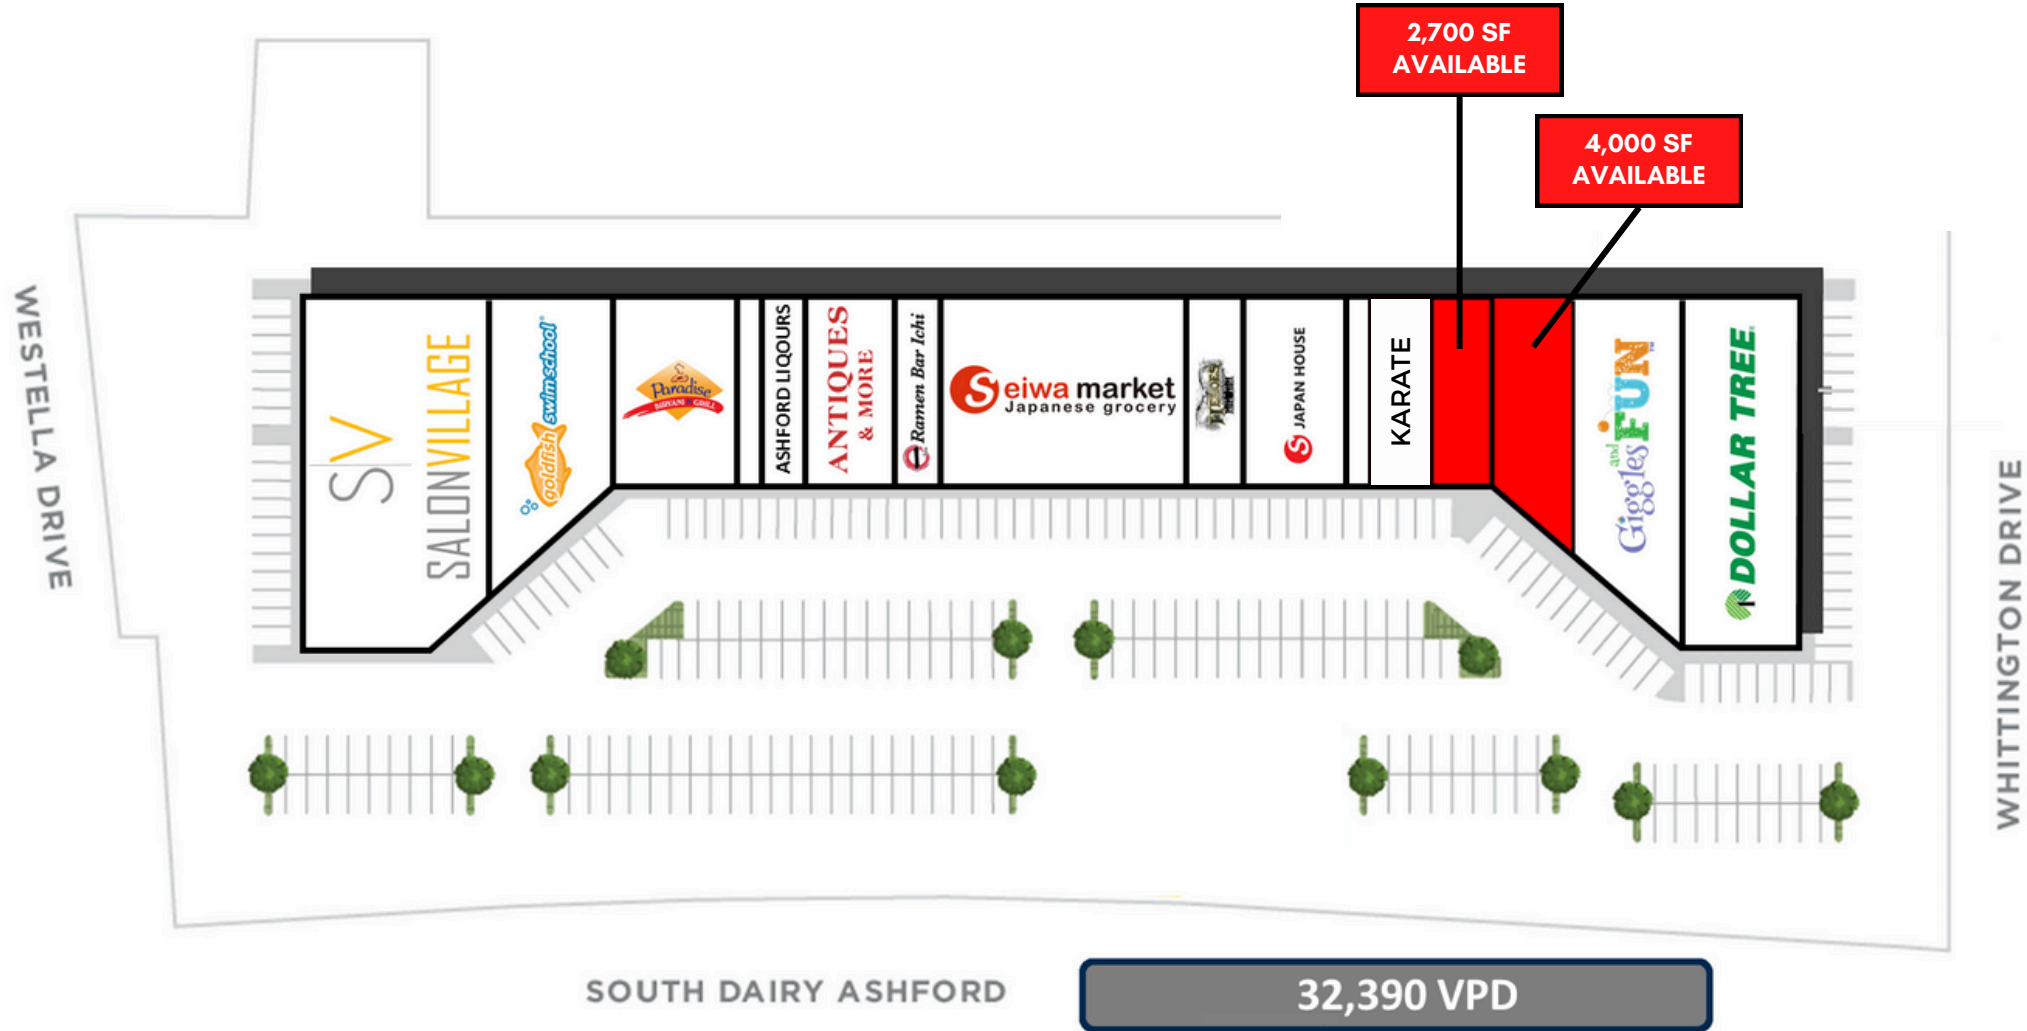 2,700 SF
AVAILABLE
4,000 SF
AVAILABLE
WESTELLA DRIVE
SV
SALONVILLAGE
goldfish swim school
Paradise
BIRYANI N GRILL
ASHFORD LIQOURS
ANTIQUES
& MORE
Ramen Bar Ichi
Seiwa market
Japanese grocery
S JAPAN HOUSE
KARATE
Giggles and FUN
DOLLAR TREE
WHITTINGTON DRIVE
SOUTH DAIRY ASHFORD
32,390 VPD